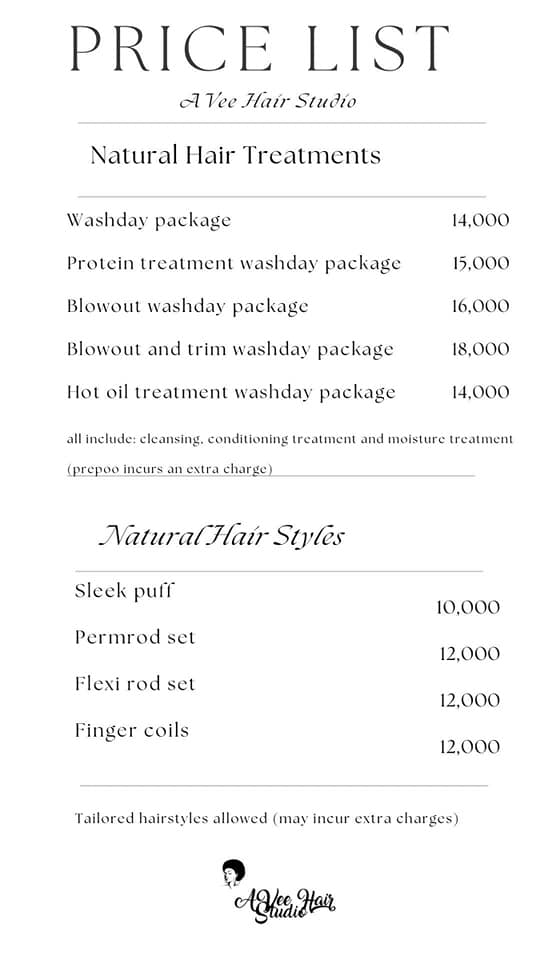 PRICE LIST
A Vee Hair Studio
Natural Hair Treatments
Washday package 14,000
Protein treatment washday package 15,000
Blowout washday package 16,000
Blowout and trim washday package 18,000
Hot oil treatment washday package 14,000
all include: cleansing, conditioning treatment and moisture treatment
(prepoo incurs an extra charge)
Natural Hair Styles
Sleek puff 10,000
Permrod set 12,000
Flexi rod set 12,000
Finger coils 12,000
Tailored hairstyles allowed (may incur extra charges)
A Vee Hair
Studio